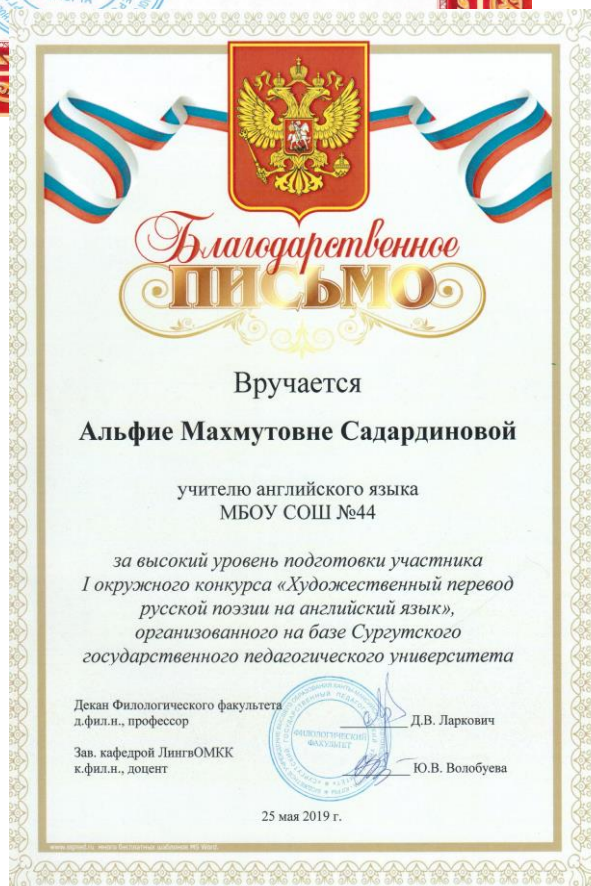 Благодарственное
ПИСЬМО
Вручается
Альфие Махмутовне Садардиновой
учителю английского языка
МБОУ СОШ №44
за высокий уровень подготовки участника
I окружного конкурса «Художественный перевод
русской поэзии на английский язык»,
организованного на базе Сургутского
государственного педагогического университета
Декан Филологического факультета
д.фил.н., профессор
Д.В. Ларкович
ФИЛОЛОГИЧЕСКИЙ
ФАКУЛЬТЕТ
Зав. кафедрой ЛингвОМКК
к.фил.н., доцент
Ю.В. Волобуева
25 мая 2019 г.